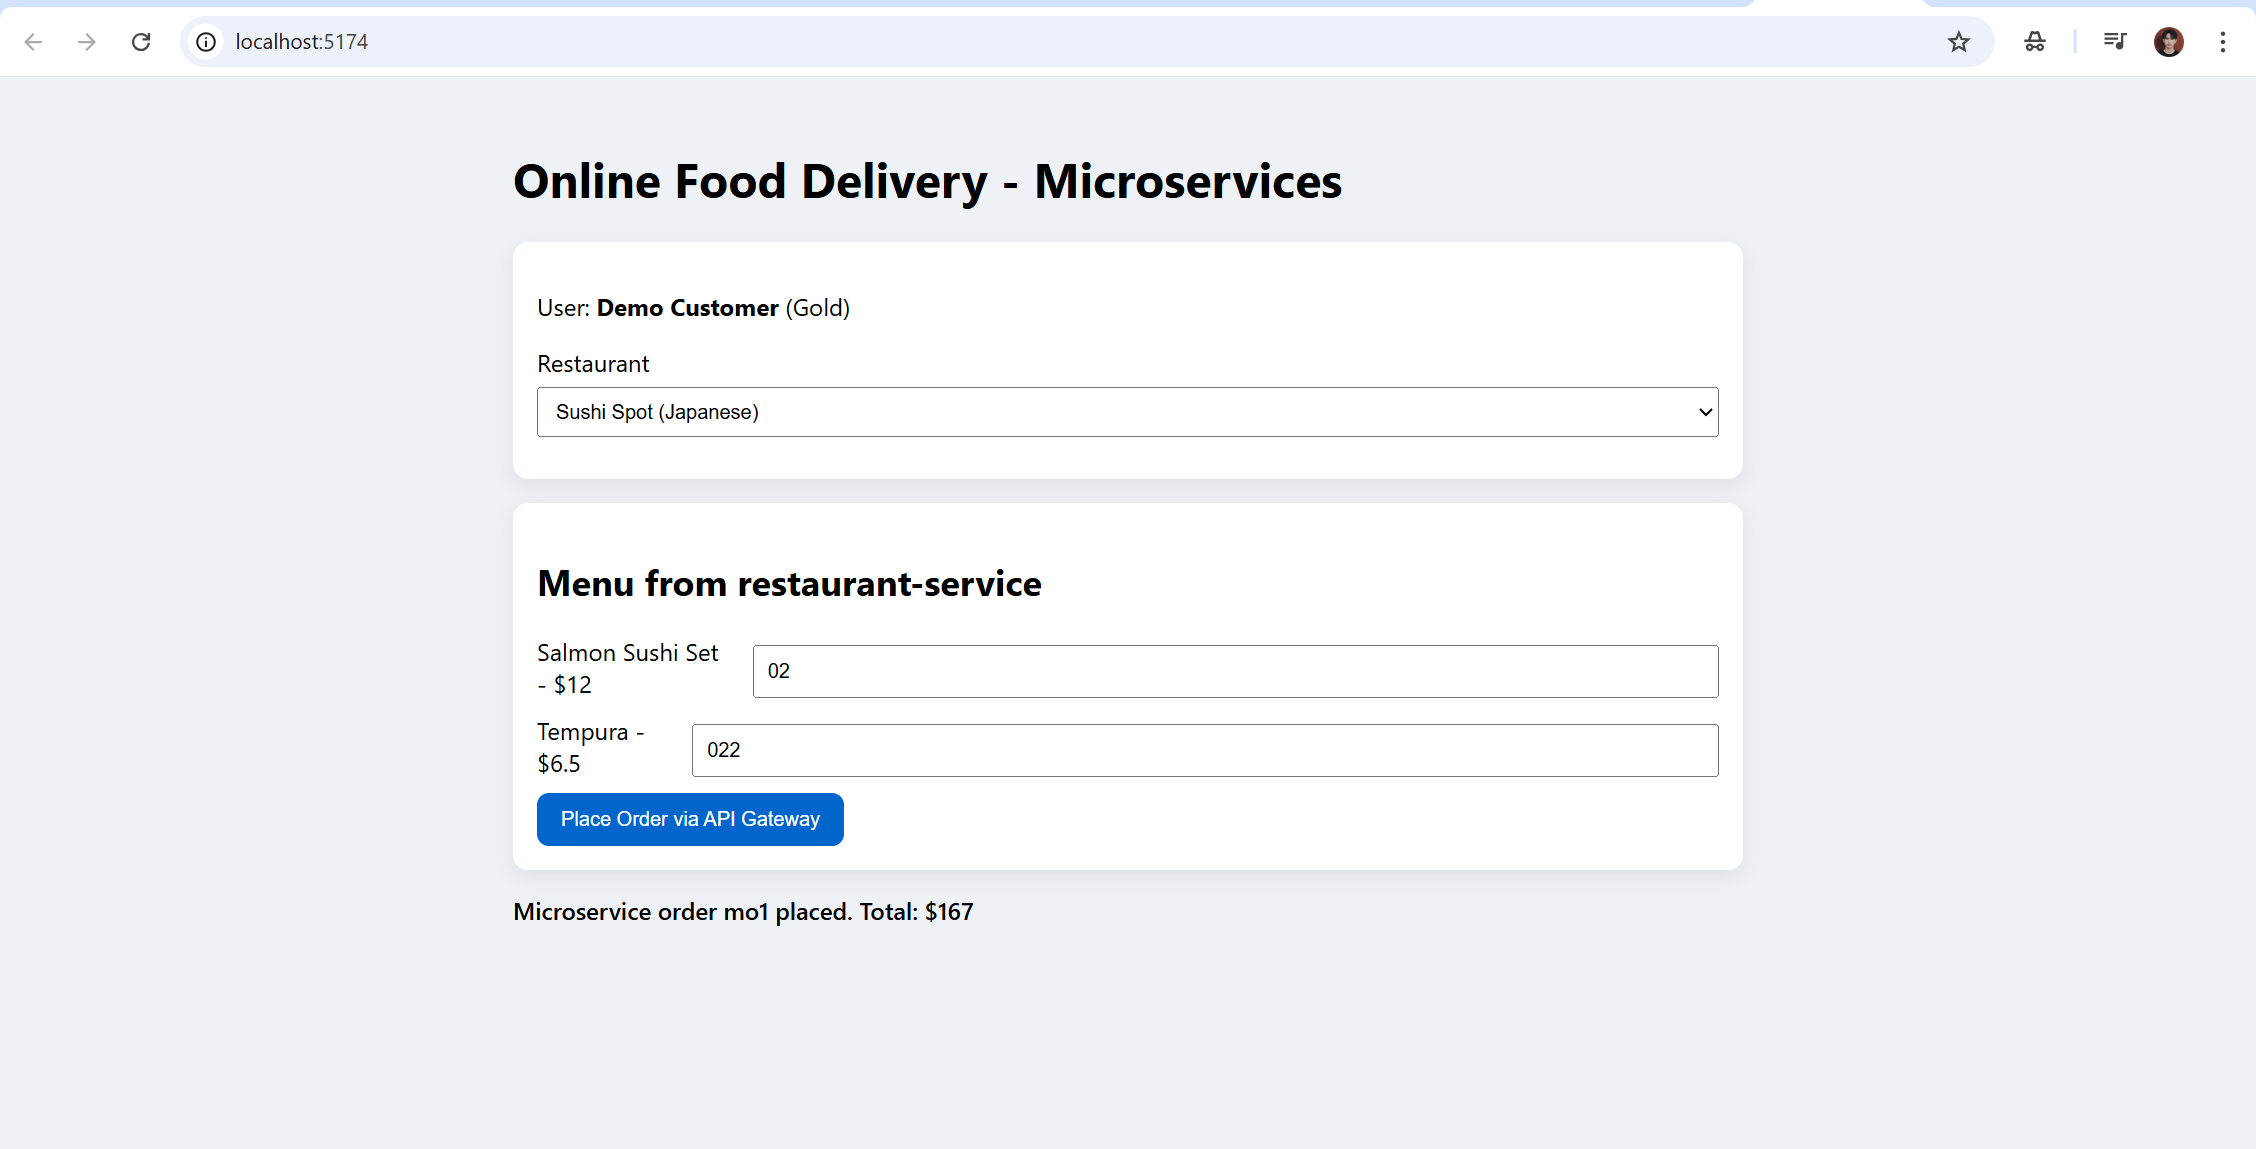 localhost:5174
Online Food Delivery - Microservices
User: Demo Customer (Gold)
Restaurant
Sushi Spot (Japanese)
Menu from restaurant-service
Salmon Sushi Set
- $12
02
Tempura -
$6.5
022
Place Order via API Gateway
Microservice order mo1 placed. Total: $167